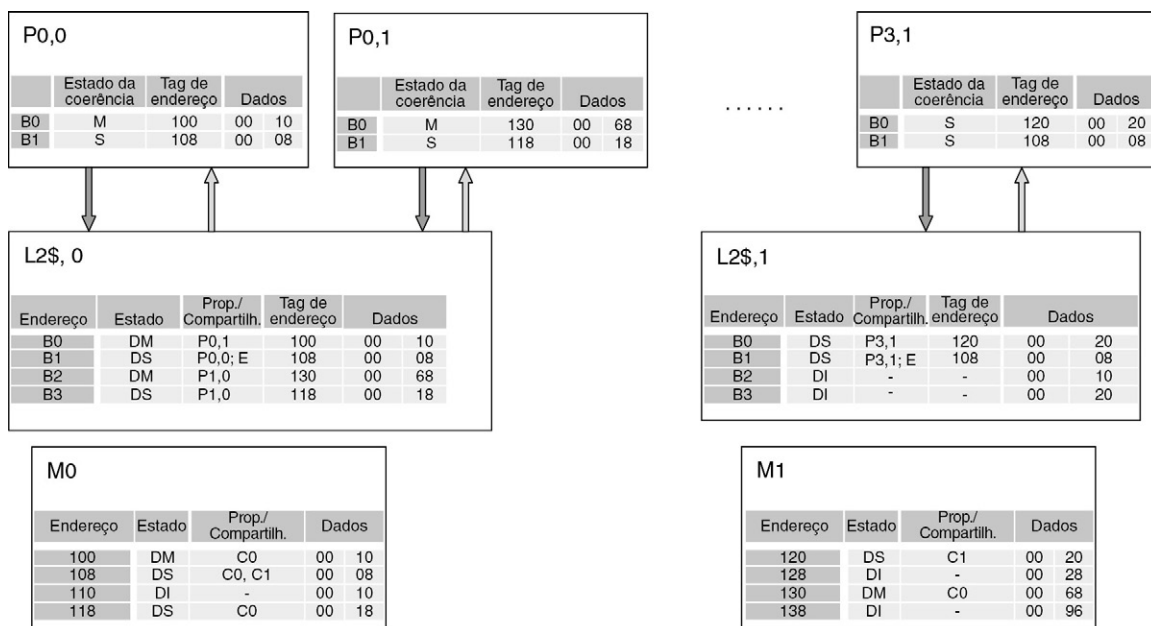 P0,0
Estado da coerência Tag de endereço Dados
B0 M 100 00 10
B1 S 108 00 08
P0,1
Estado da coerência Tag de endereço Dados
B0 M 130 00 68
B1 S 118 00 18
......
P3,1
Estado da coerência Tag de endereço Dados
B0 S 120 00 20
B1 S 108 00 08
L2$, 0
Endereço Estado Prop./ Compartilh. Tag de endereço Dados
B0 DM P0,1 100 00 10
B1 DS P0,0; E 108 00 08
B2 DM P1,0 130 00 68
B3 DS P1,0 118 00 18
L2$,1
Endereço Estado Prop./ Compartilh. Tag de endereço Dados
B0 DS P3,1 120 00 20
B1 DS P3,1; E 108 00 08
B2 DI - - 00 10
B3 DI - - 00 20
M0
Endereço Estado Prop./ Compartilh. Dados
100 DM C0 00 10
108 DS C0, C1 00 08
110 DI - 00 10
118 DS C0 00 18
M1
Endereço Estado Prop./ Compartilh. Dados
120 DS C1 00 20
128 DI - 00 28
130 DM C0 00 68
138 DI - 00 96